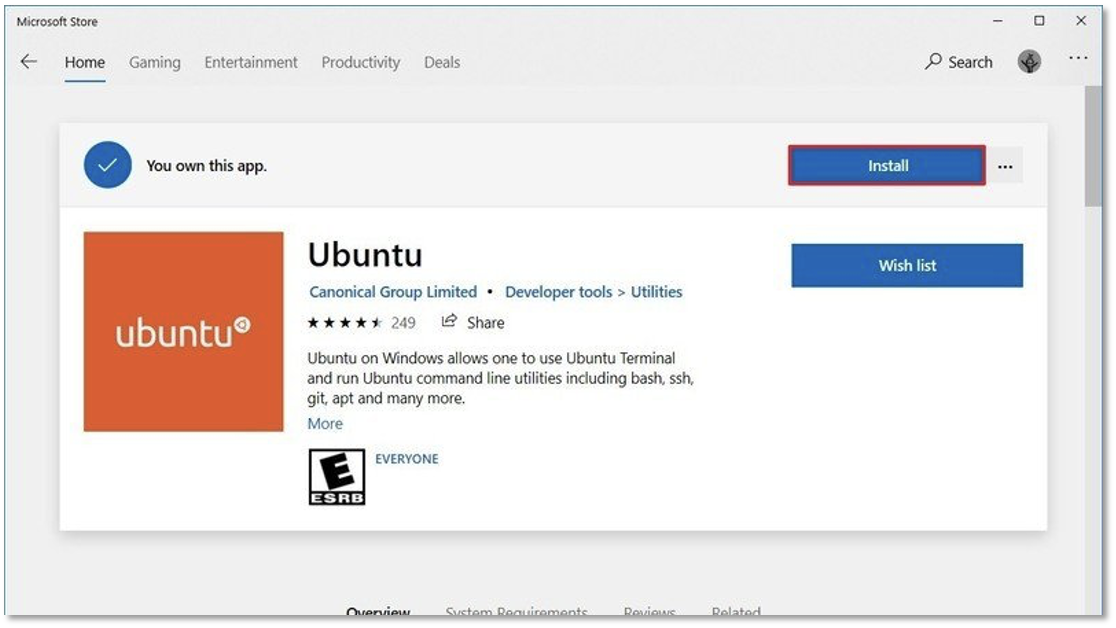 Microsoft Store
Home Gaming Entertainment Productivity Deals Search
You own this app. Install
ubuntu
Ubuntu
Wish list
Canonical Group Limited • Developer tools > Utilities
249 Share
Ubuntu on Windows allows one to use Ubuntu Terminal
and run Ubuntu command line utilities including bash, ssh,
git, apt and many more.
More
E
EVERYONE
ESRB
Overview System Requirements Reviews Related